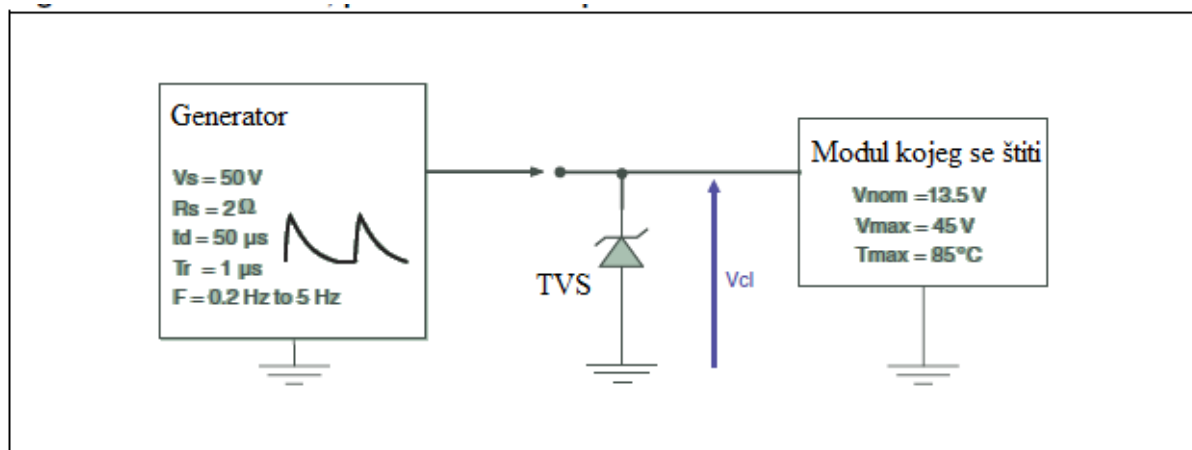 Generator
Vs = 50 V
Rs = 2 Ω
td = 50 µs
Tr = 1 µs
F = 0.2 Hz to 5 Hz
TVS
Vcl
Modul kojeg se štiti
Vnom =13.5 V
Vmax = 45 V
Tmax = 85°C